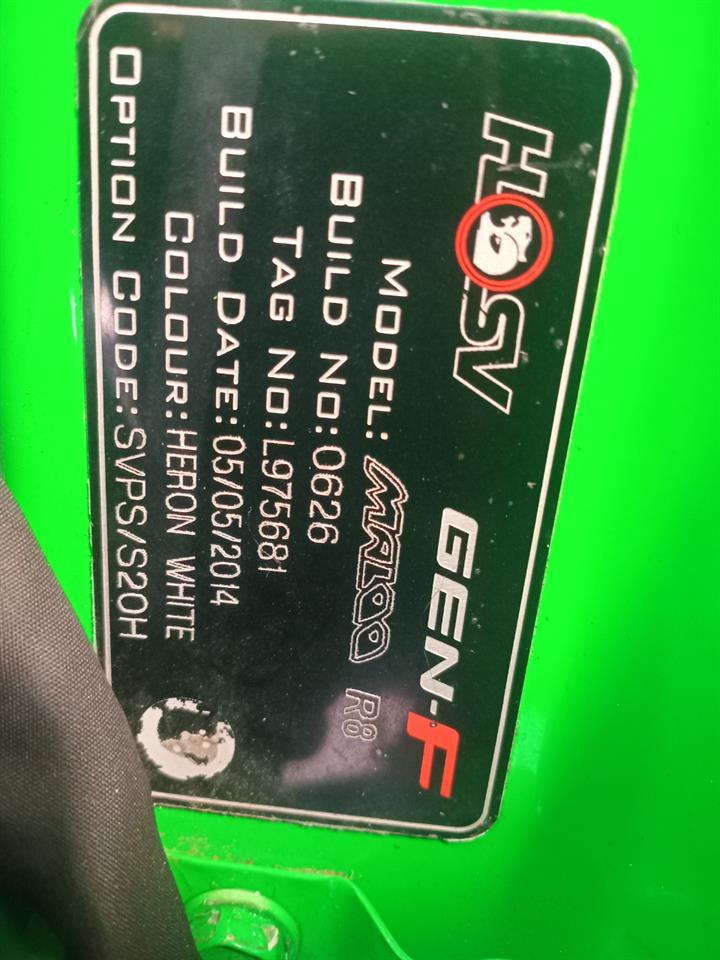 HSV GEN-F
MODEL: MALOO R8
BUILD NO: 0626
TAG NO: L975681
BUILD DATE: 05/05/2014
COLOUR: HERON WHITE
OPTION CODE: SVPS/S20H